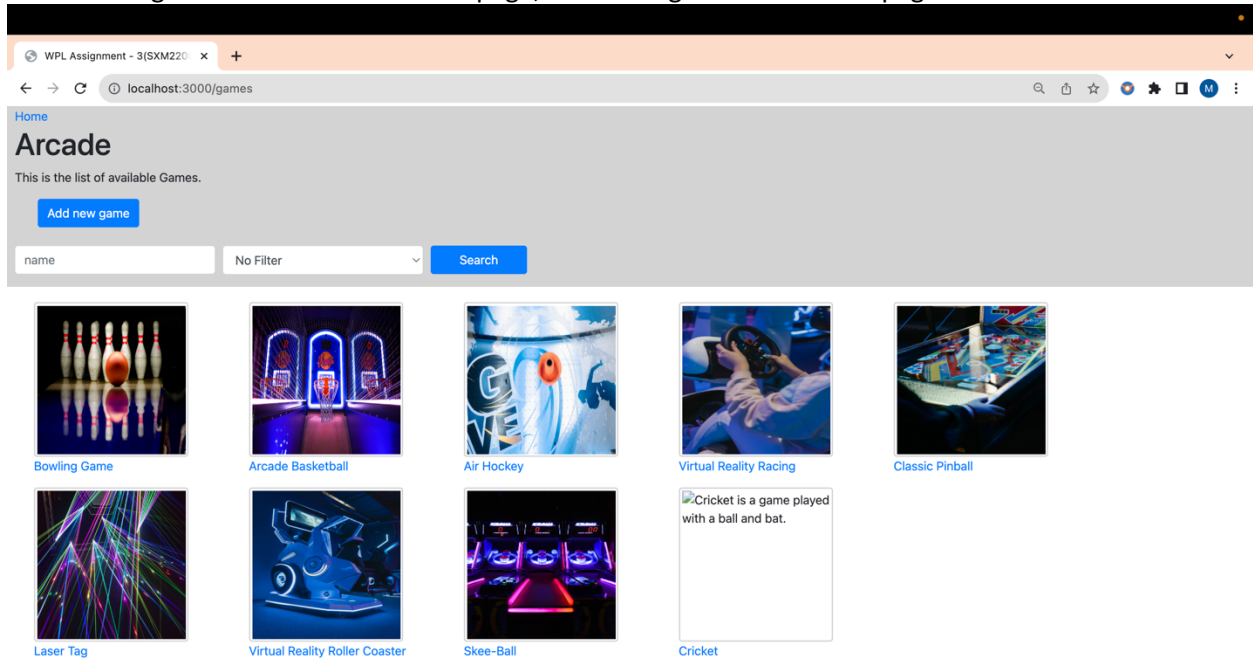 WPL Assignment - 3(SXM220
localhost:3000/games
M
Home
Arcade
This is the list of available Games.
Add new game
name
No Filter
Search
Bowling Game
Arcade Basketball
Air Hockey
Virtual Reality Racing
Classic Pinball
Cricket is a game played
with a ball and bat.
Laser Tag
Virtual Reality Roller Coaster
Skee-Ball
Cricket